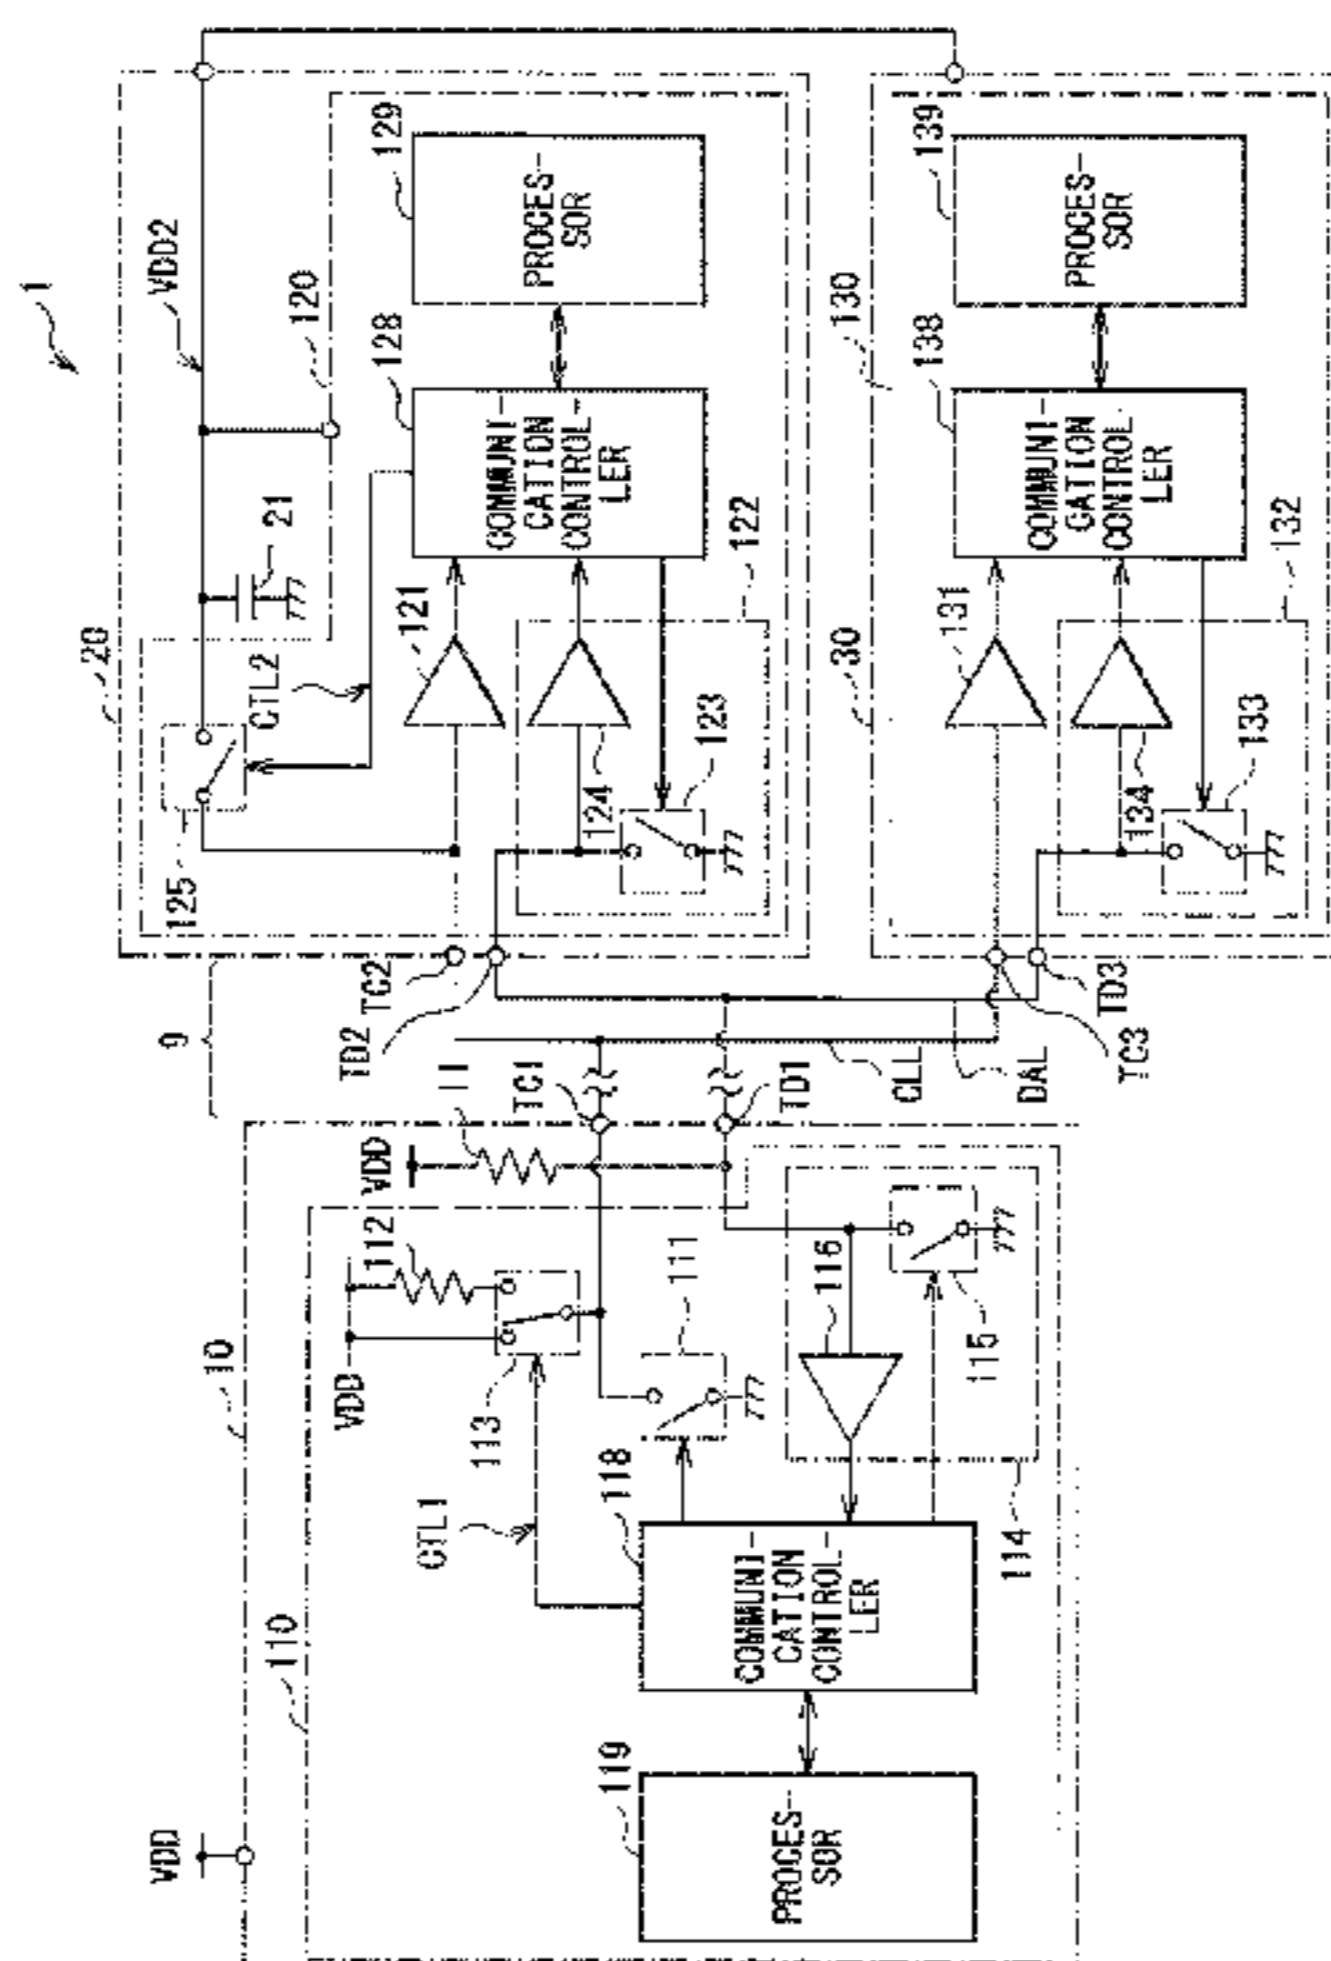 1
VDD2
20
120
129
PROCES-
SOR
128
COMMUNI-
CATION
CONTROL-
LER
21
CTL2
121
122
123
124
125
TC2
TD2
30
130
139
PROCES-
SOR
138
COMMUNI-
CATION
CONTROL-
LER
131
132
133
134
TD3
TC3
9
CLL
DAL
10
110
VDD
11
TC1
TD1
VDD
112
113
111
CTL1
116
115
114
118
COMMUNI-
CATION
CONTROL-
LER
119
PROCES-
SOR
VDD